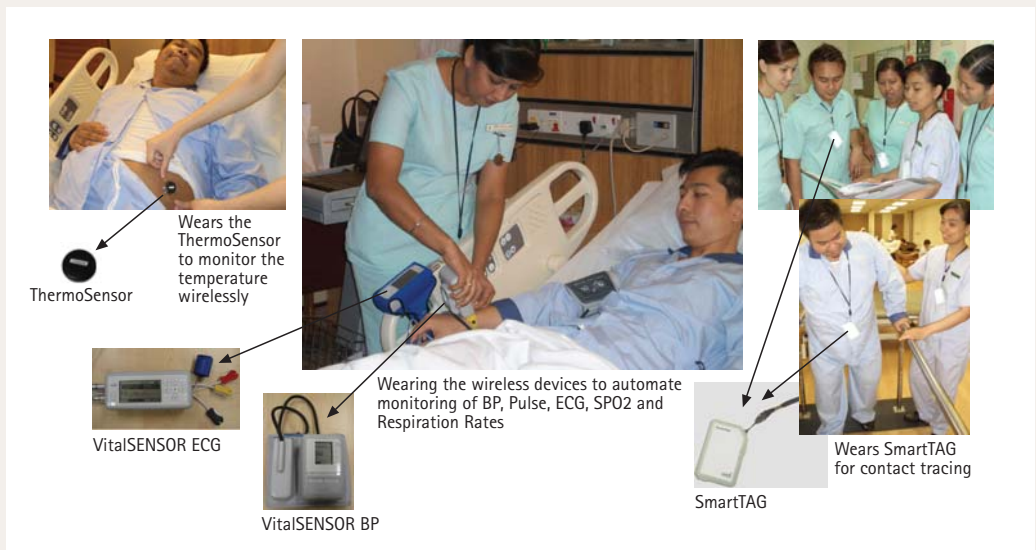 Wears the
ThermoSensor
to monitor the
temperature
wirelessly
ThermoSensor
Wearing the wireless devices to automate
monitoring of BP, Pulse, ECG, SPO2 and
Respiration Rates
VitalSENSOR ECG
VitalSENSOR BP
Wears SmartTAG
for contact tracing
SmartTAG